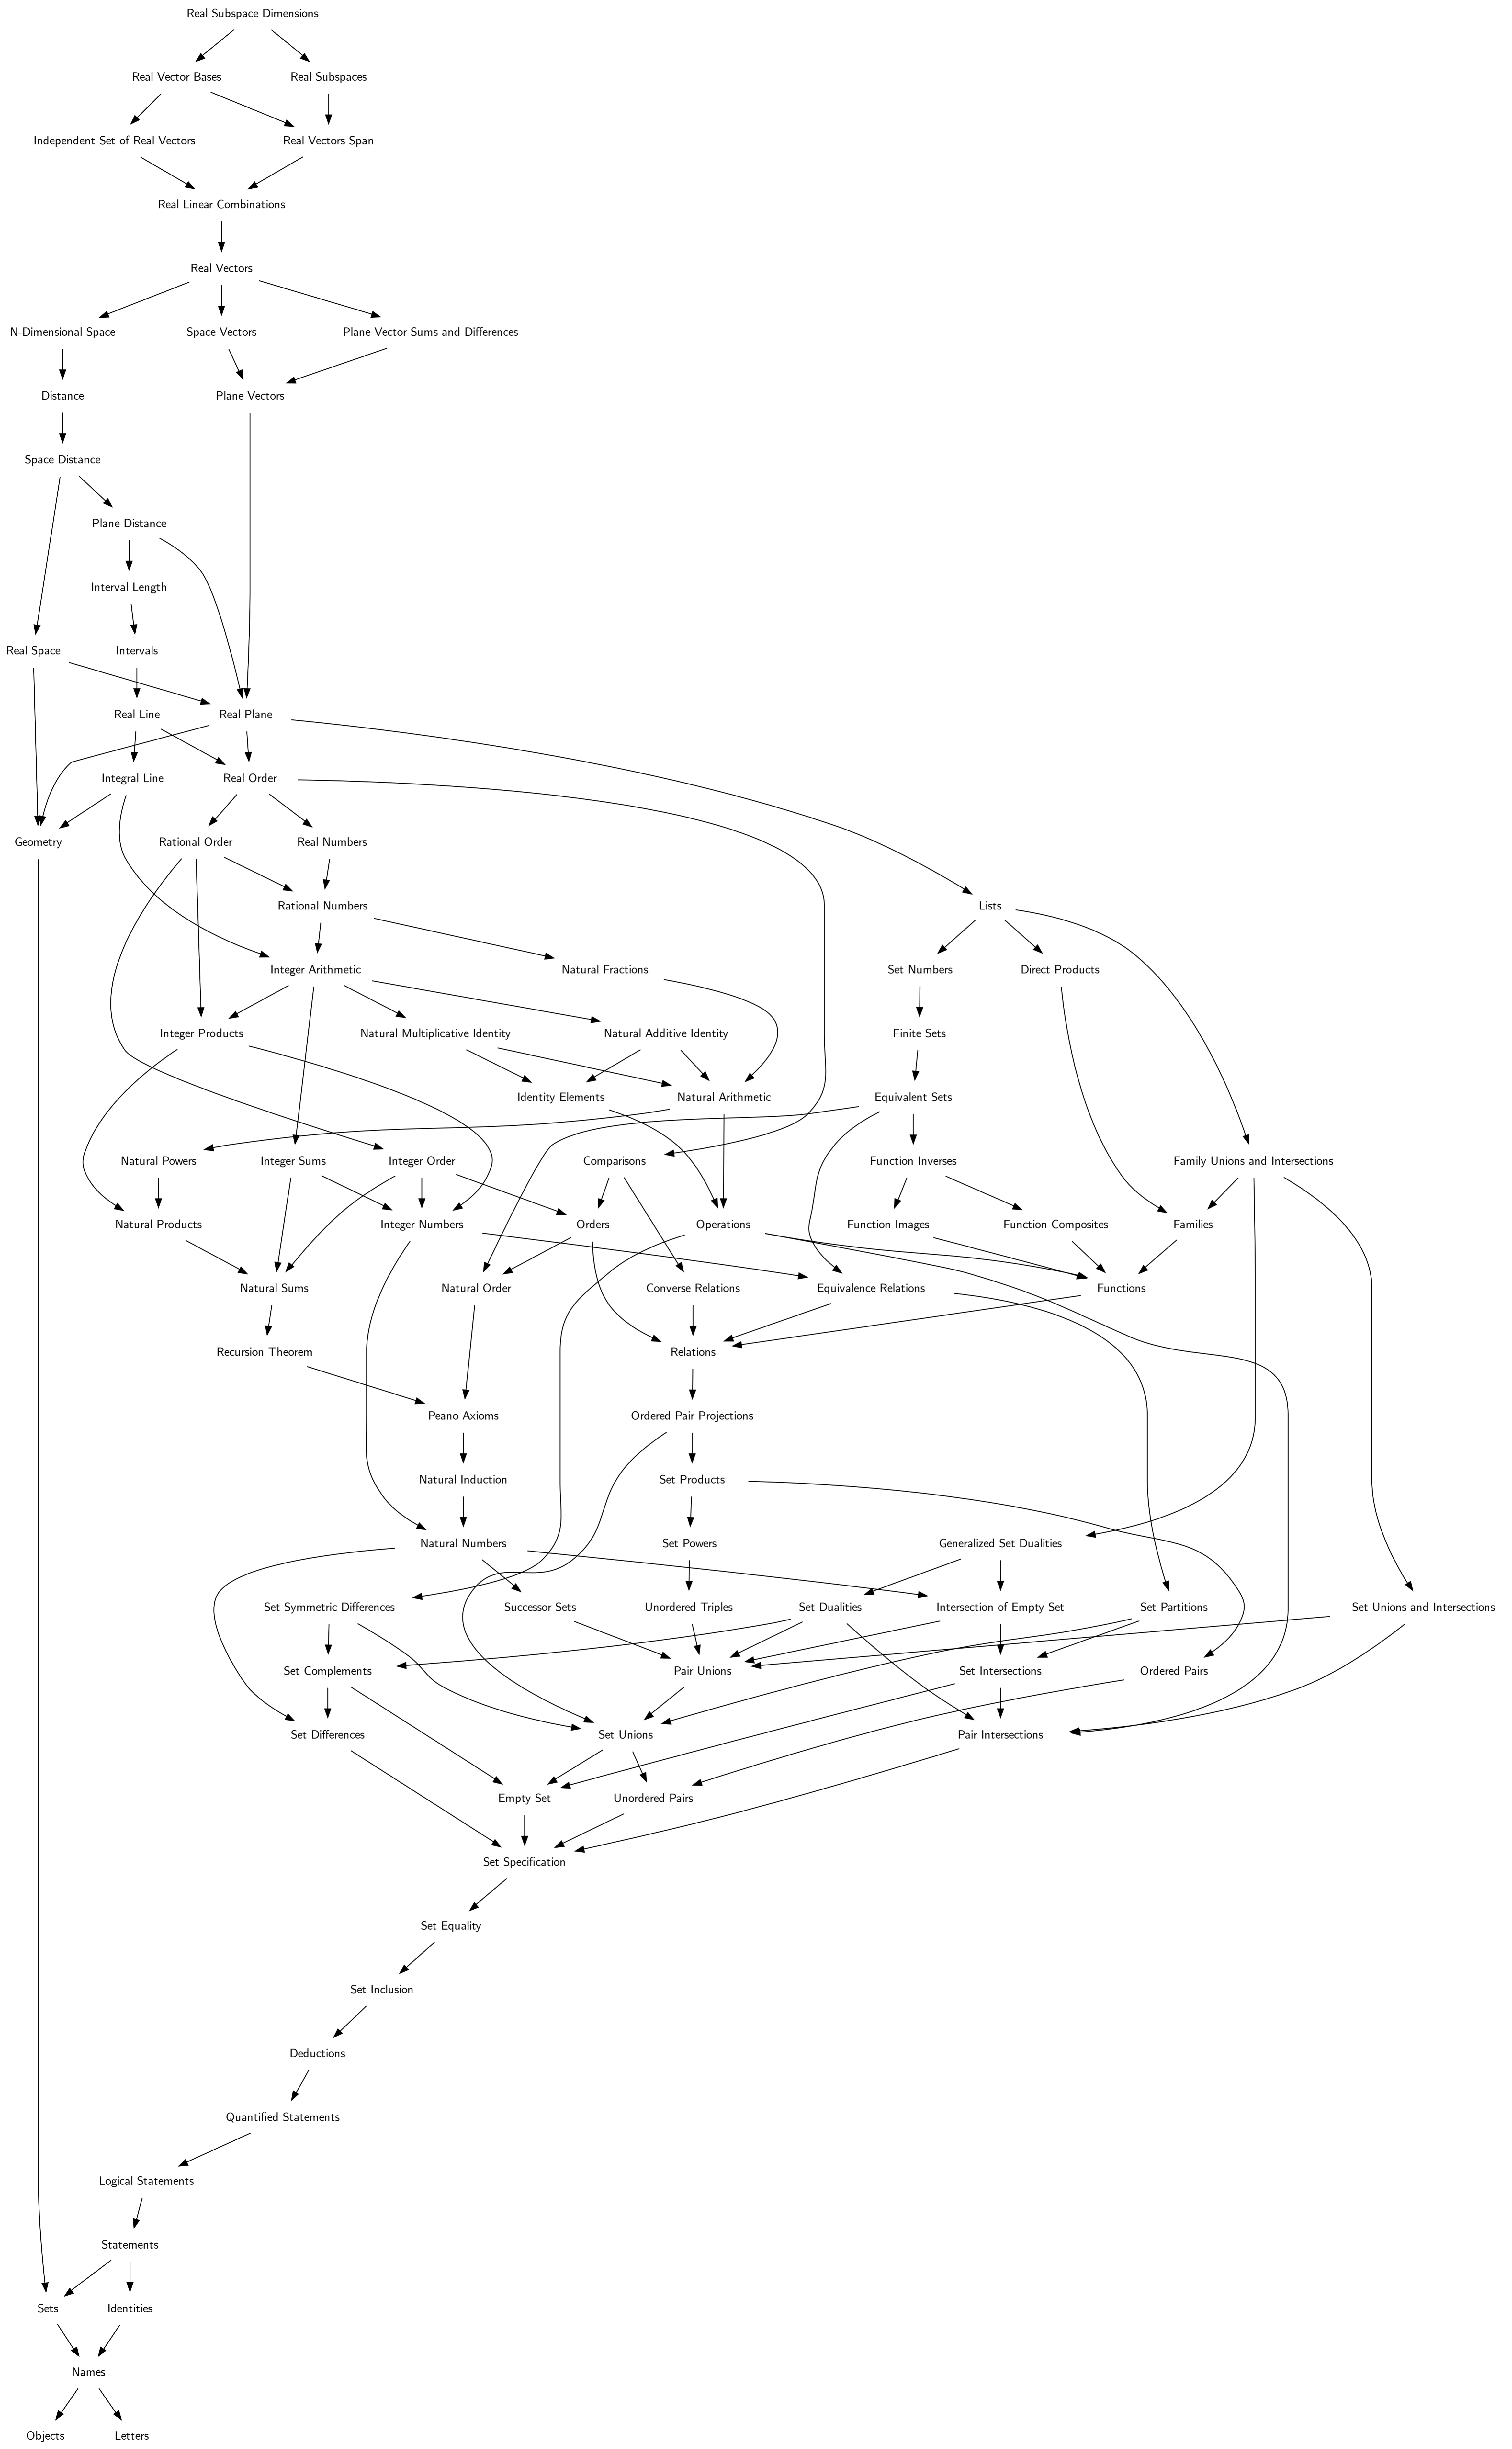 Real Subspace Dimensions
Real Vector Bases
Real Subspaces
Independent Set of Real Vectors
Real Vectors Span
Real Linear Combinations
Real Vectors
N-Dimensional Space
Space Vectors
Plane Vector Sums and Differences
Distance
Plane Vectors
Space Distance
Plane Distance
Interval Length
Real Space
Intervals
Real Line
Real Plane
Integral Line
Real Order
Geometry
Rational Order
Real Numbers
Rational Numbers
Lists
Integer Arithmetic
Natural Fractions
Set Numbers
Direct Products
Integer Products
Natural Multiplicative Identity
Natural Additive Identity
Finite Sets
Identity Elements
Natural Arithmetic
Equivalent Sets
Natural Powers
Integer Sums
Integer Order
Comparisons
Function Inverses
Family Unions and Intersections
Natural Products
Integer Numbers
Orders
Operations
Function Images
Function Composites
Families
Natural Sums
Natural Order
Converse Relations
Equivalence Relations
Functions
Recursion Theorem
Relations
Peano Axioms
Ordered Pair Projections
Natural Induction
Set Products
Natural Numbers
Set Powers
Generalized Set Dualities
Set Symmetric Differences
Successor Sets
Unordered Triples
Set Dualities
Intersection of Empty Set
Set Partitions
Set Unions and Intersections
Set Complements
Pair Unions
Set Intersections
Ordered Pairs
Set Differences
Set Unions
Pair Intersections
Empty Set
Unordered Pairs
Set Specification
Set Equality
Set Inclusion
Deductions
Quantified Statements
Logical Statements
Statements
Sets
Identities
Names
Objects
Letters